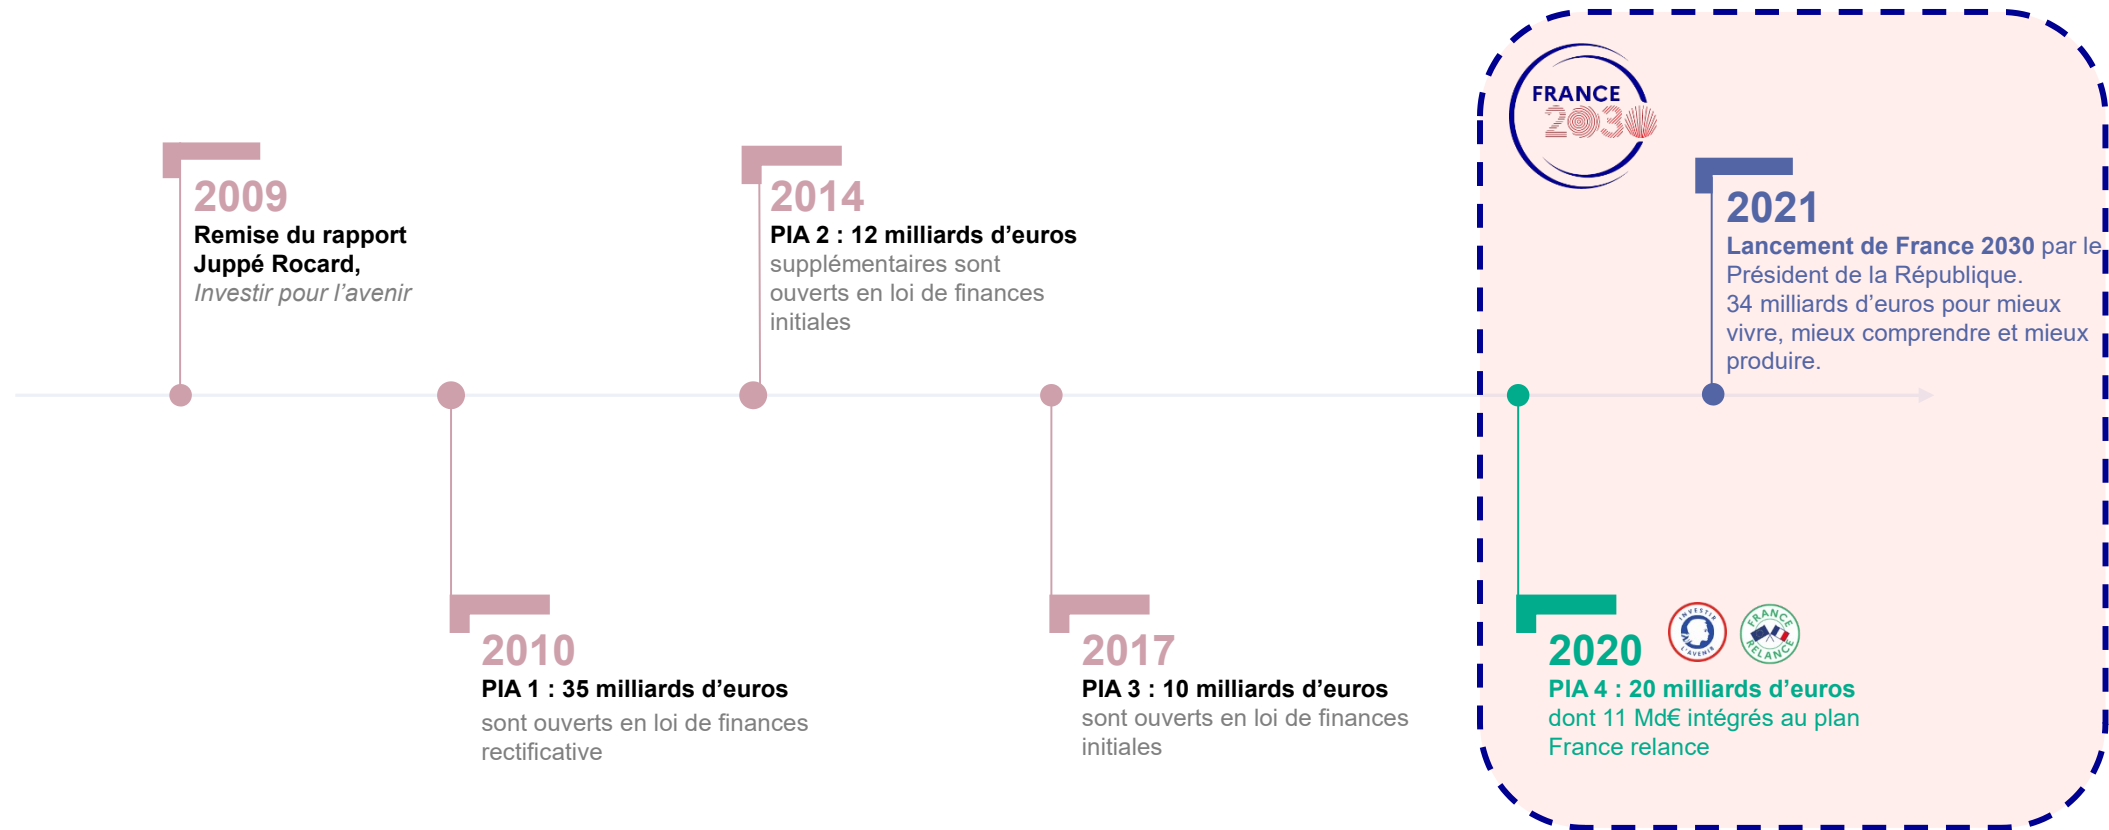 2009
Remise du rapport
Juppé Rocard,
Investir pour l’avenir
2010
PIA 1 : 35 milliards d’euros
sont ouverts en loi de finances
rectificative
2014
PIA 2 : 12 milliards d’euros
supplémentaires sont
ouverts en loi de finances
initiales
2017
PIA 3 : 10 milliards d’euros
sont ouverts en loi de finances
initiales
FRANCE
2030
2020
INVESTIR
L’AVENIR
FRANCE
RELANCE
PIA 4 : 20 milliards d’euros
dont 11 Md€ intégrés au plan
France relance
2021
Lancement de France 2030 par le
Président de la République.
34 milliards d’euros pour mieux
vivre, mieux comprendre et mieux
produire.